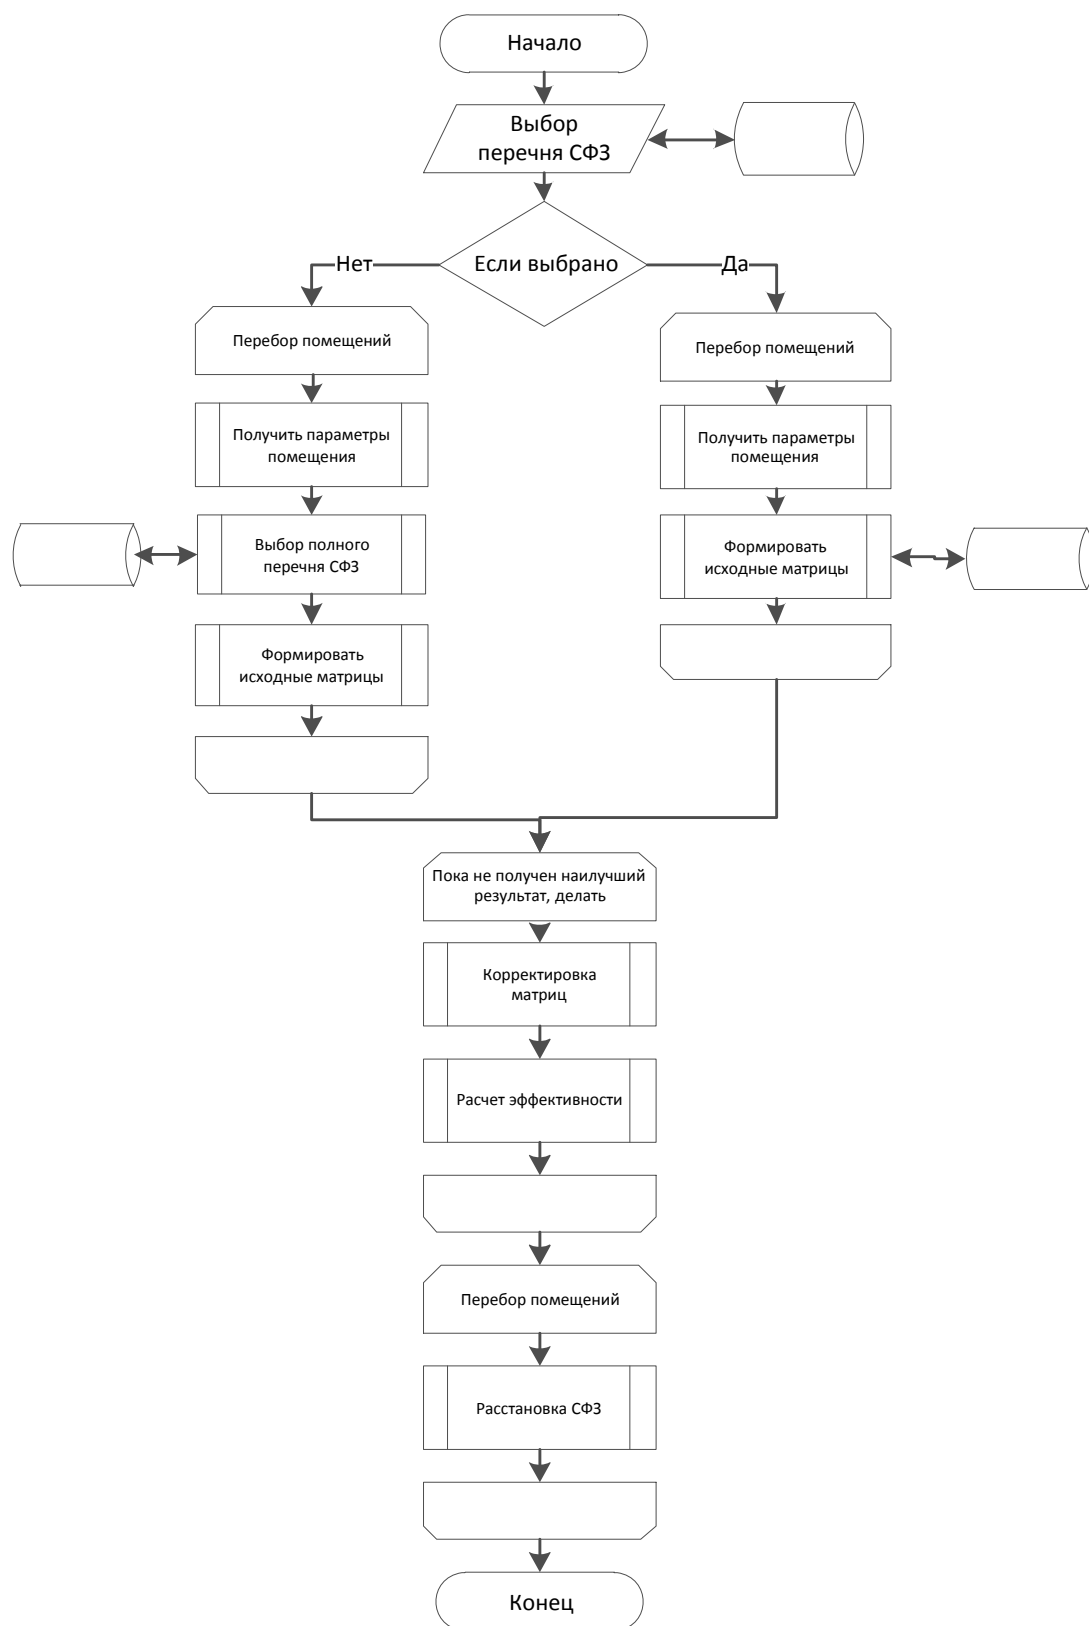 Начало
Выбор
перечня СФЗ
Если выбрано
Нет
Да
Перебор помещений
Получить параметры
помещения
Выбор полного
перечня СФЗ
Формировать
исходные матрицы
Перебор помещений
Получить параметры
помещения
Формировать
исходные матрицы
Пока не получен наилучший
результат, делать
Корректировка
матриц
Расчет эффективности
Перебор помещений
Расстановка СФЗ
Конец